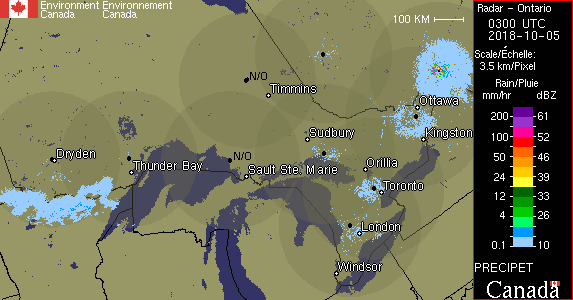 Environment Environnement
Canada Canada
100 KM
N/O
Timmins
Ottawa
Sudbury
Kingston
Dryden
Thunder Bay
N/O
Sault Ste. Marie
Orillia
Toronto
London
Windsor
Radar - Ontario
0300 UTC
2018-10-05
Scale/Échelle:
3.5 km/Pixel
Rain/Pluie
mm/hr dBZ
200 61
100 52
50 46
24 39
12 33
4 26
0.1 10
PRECIPET
Canada